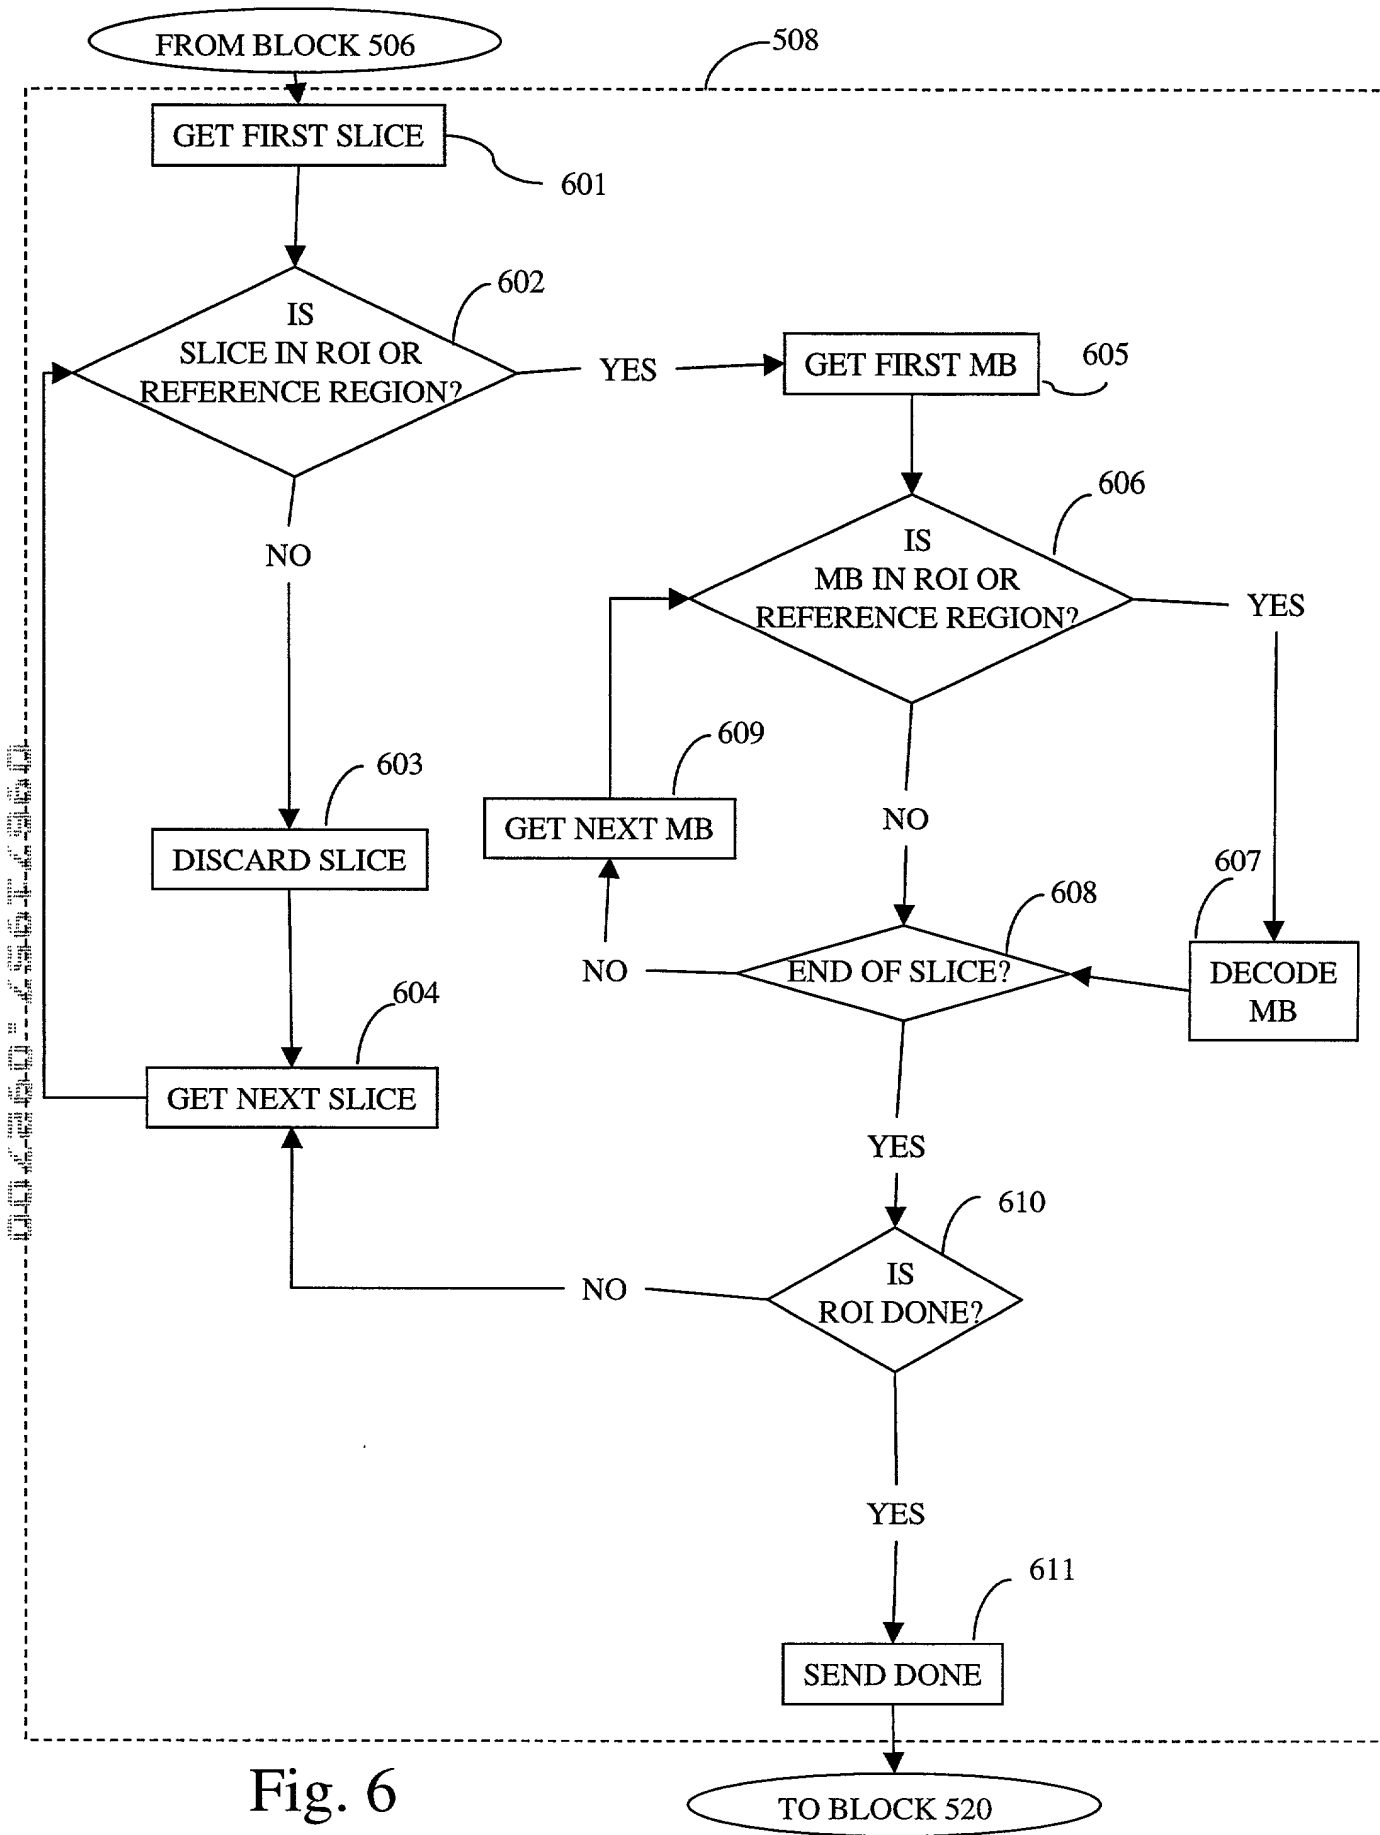 FROM BLOCK 506
508
GET FIRST SLICE
601
IS
SLICE IN ROI OR
REFERENCE REGION?
602
YES
GET FIRST MB
605
NO
IS
MB IN ROI OR
REFERENCE REGION?
606
YES
603
DISCARD SLICE
609
GET NEXT MB
NO
607
DECODE
MB
608
END OF SLICE?
NO
604
GET NEXT SLICE
YES
610
IS
ROI DONE?
NO
YES
611
SEND DONE
TO BLOCK 520
Fig. 6